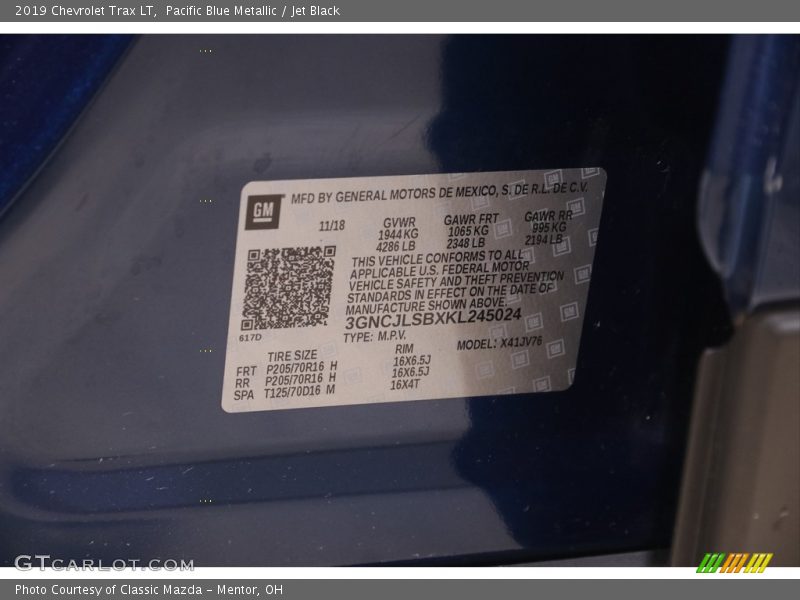 2019 Chevrolet Trax LT,  Pacific Blue Metallic / Jet Black
GM
MFD BY GENERAL MOTORS DE MEXICO, S. DE R.L. DE C.V.
11/18 GVWR GAWR FRT GAWR RR
1944 KG 1065 KG 995 KG
4286 LB 2348 LB 2194 LB
THIS VEHICLE CONFORMS TO ALL
APPLICABLE U.S. FEDERAL MOTOR
VEHICLE SAFETY AND THEFT PREVENTION
STANDARDS IN EFFECT ON THE DATE OF
MANUFACTURE SHOWN ABOVE.
3GNCJLSBXKL245024
617D
TYPE: M.P.V. MODEL: X41JV76
TIRE SIZE RIM
FRT P205/70R16 H 16X6.5J
RR P205/70R16 H 16X6.5J
SPA T125/70D16 M 16X4T
GTCARLOT.COM
Photo Courtesy of Classic Mazda - Mentor, OH